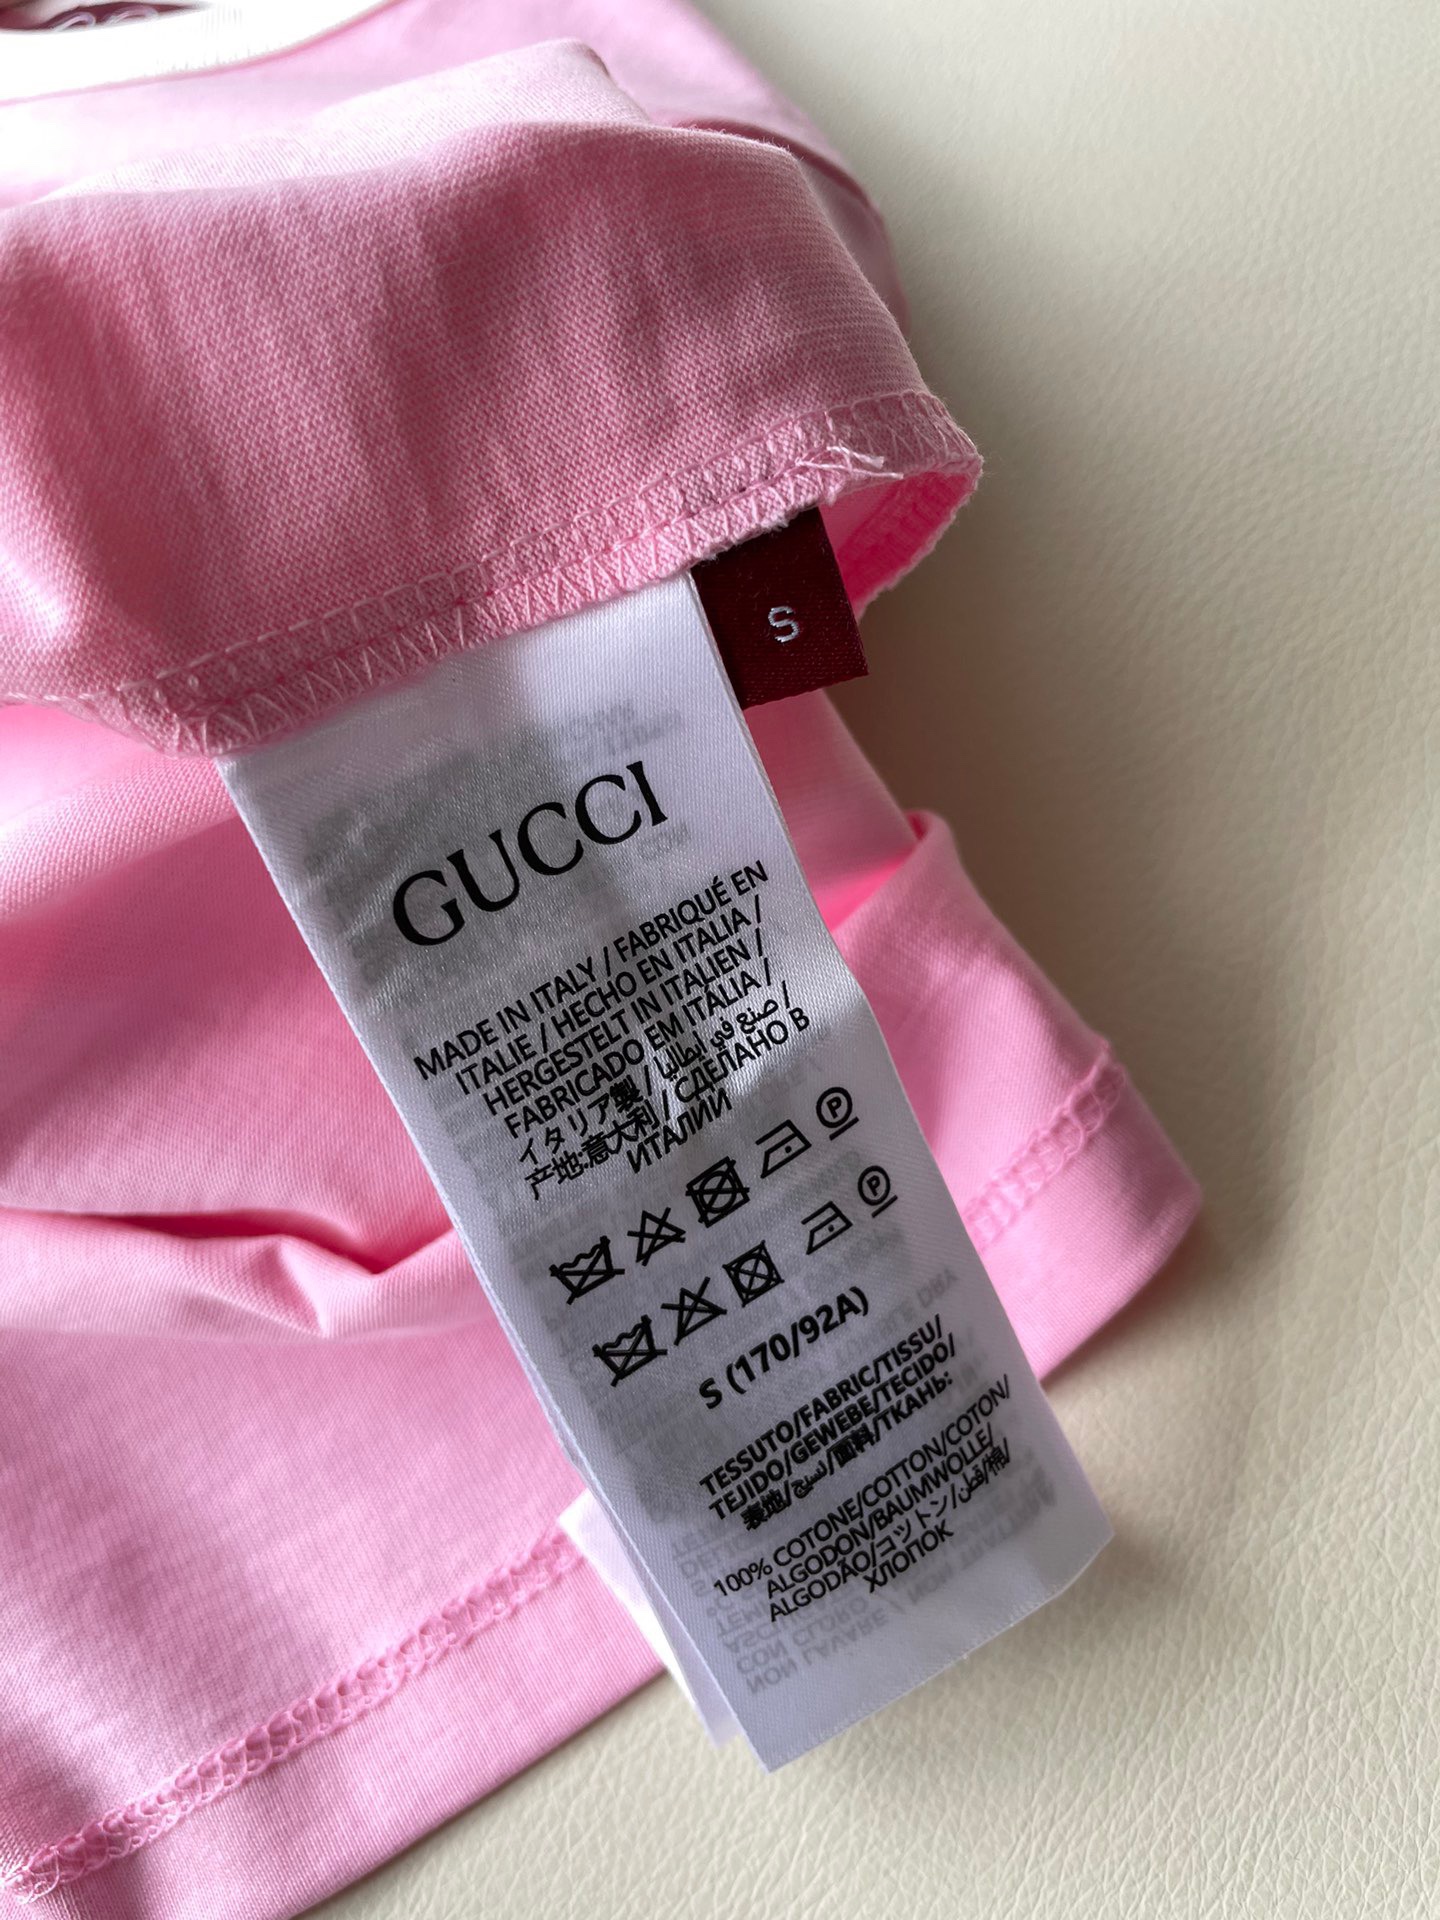 S
GUCCI
MADE IN ITALY / FABRIQUÉ EN
ITALIE / HECHO EN ITALIA /
HERGESTELT IN ITALIEN /
FABRICADO EM ITÁLIA /
イタリア製 / صنع في إيطاليا /
产地:意大利 / СДЕЛАНО В
ИТАЛИИ
P
P
S (170/92A)
TESSUTO/FABRIC/TISSU/
TEJIDO/GEWEBE/TECIDO/
表地/نسيج/面料/ТКАНЬ:
100% COTONE/COTTON/COTON/
ALGODON/BAUMWOLLE/
ALGODÃO/コットン/قطن/棉/
ХЛОПОК